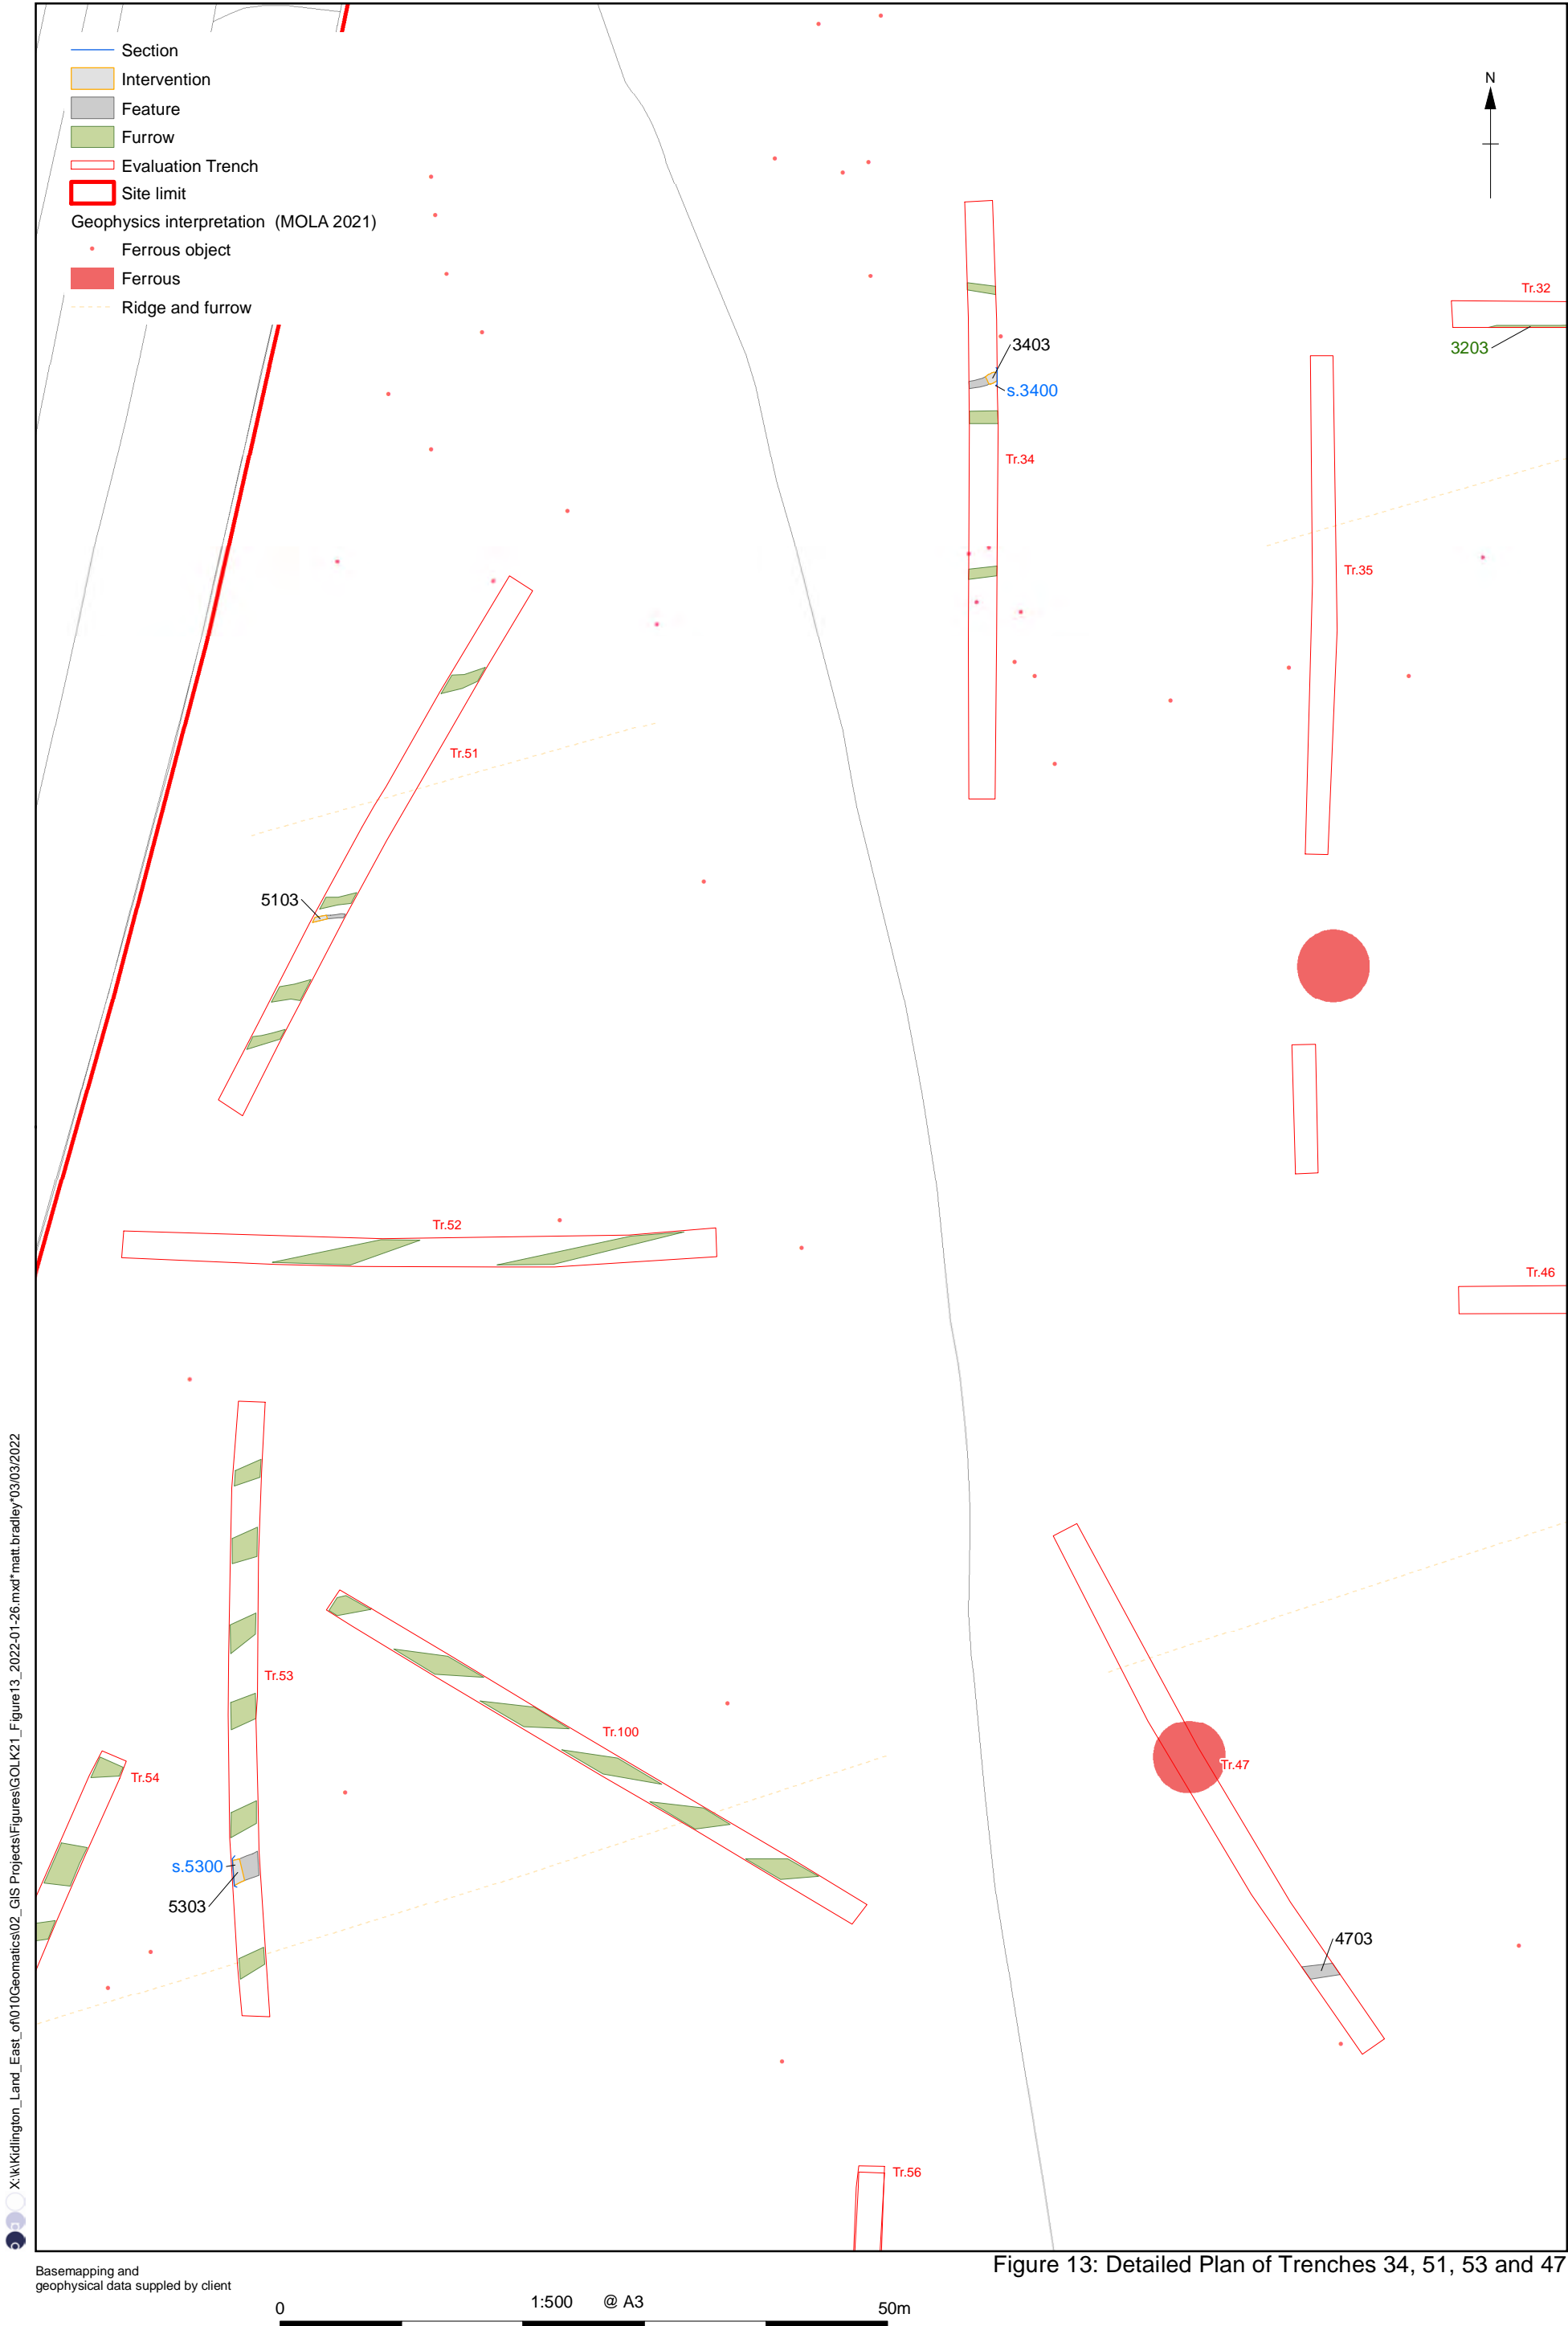 Section
Intervention
Feature
Furrow
Evaluation Trench
Site limit
Geophysics interpretation (MOLA 2021)
Ferrous object
Ferrous
Ridge and furrow
N
Tr.32
3203
3403
s.3400
Tr.34
Tr.35
Tr.51
5103
Tr.52
Tr.46
Tr.53
Tr.100
Tr.54
Tr.47
s.5300
5303
4703
Tr.56
X:\k\Kidlington_Land_East_of\010Geomatics\02_GIS Projects\Figures\GOLK21_Figure13_2022-01-26.mxd*matt.bradley*03/03/2022
Figure 13: Detailed Plan of Trenches 34, 51, 53 and 47
Basemapping and
geophysical data suppled by client
1:500 @ A3
0 50m